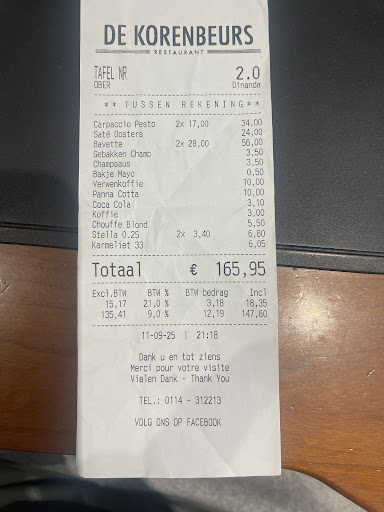 DE KORENBEURS
RESTAURANT
TAFEL NR 2.0
OBER Dinanda
** TUSSEN REKENING**
Carpaccio Pesto 2x 17,00 34,00
Saté Oosters 24,00
Bavette 2x 28,00 56,00
Gebakken Champ 3,50
Champsaus 3,50
Bakje Mayo 0,50
Verwenkoffie 10,00
Panna Cotta 10,00
Coca Cola 3,10
Koffie 3,00
Chouffe Blond 5,50
Stella 0.25 2x 3,40 6,80
Karmeliet 33 6,05
Totaal € 165,95
Excl.BTW BTW % BTW bedrag Incl
15,17 21,0 % 3,18 18,35
135,41 9,0 % 12,19 147,60
11-09-25 | 21:18
Dank u en tot ziens
Merci pour votre visite
Vielen Dank - Thank You
TEL.: 0114 - 312213
VOLG ONS OP FACEBOOK